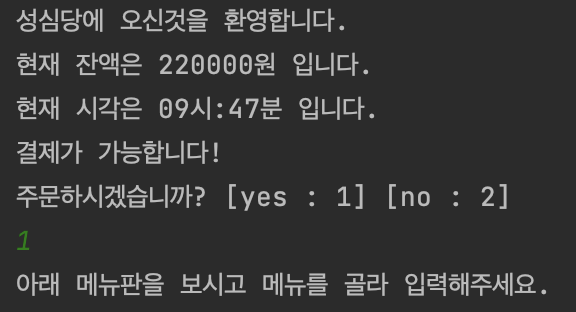 성심당에 오신것을 환영합니다.
현재 잔액은 220000원 입니다.
현재 시각은 09시:47분 입니다.
결제가 가능합니다!
주문하시겠습니까? [yes : 1] [no : 2]
1
아래 메뉴판을 보시고 메뉴를 골라 입력해주세요.